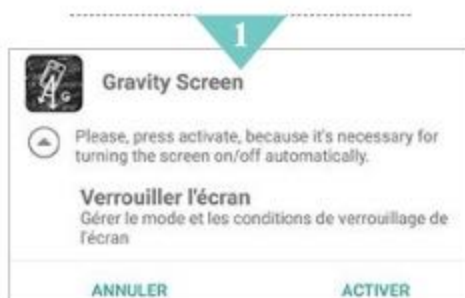 1
Gravity Screen
Please, press activate, because it's necessary for
turning the screen on/off automatically.
Verrouiller l'écran
Gérer le mode et les conditions de verrouillage de
l'écran
ANNULER ACTIVER